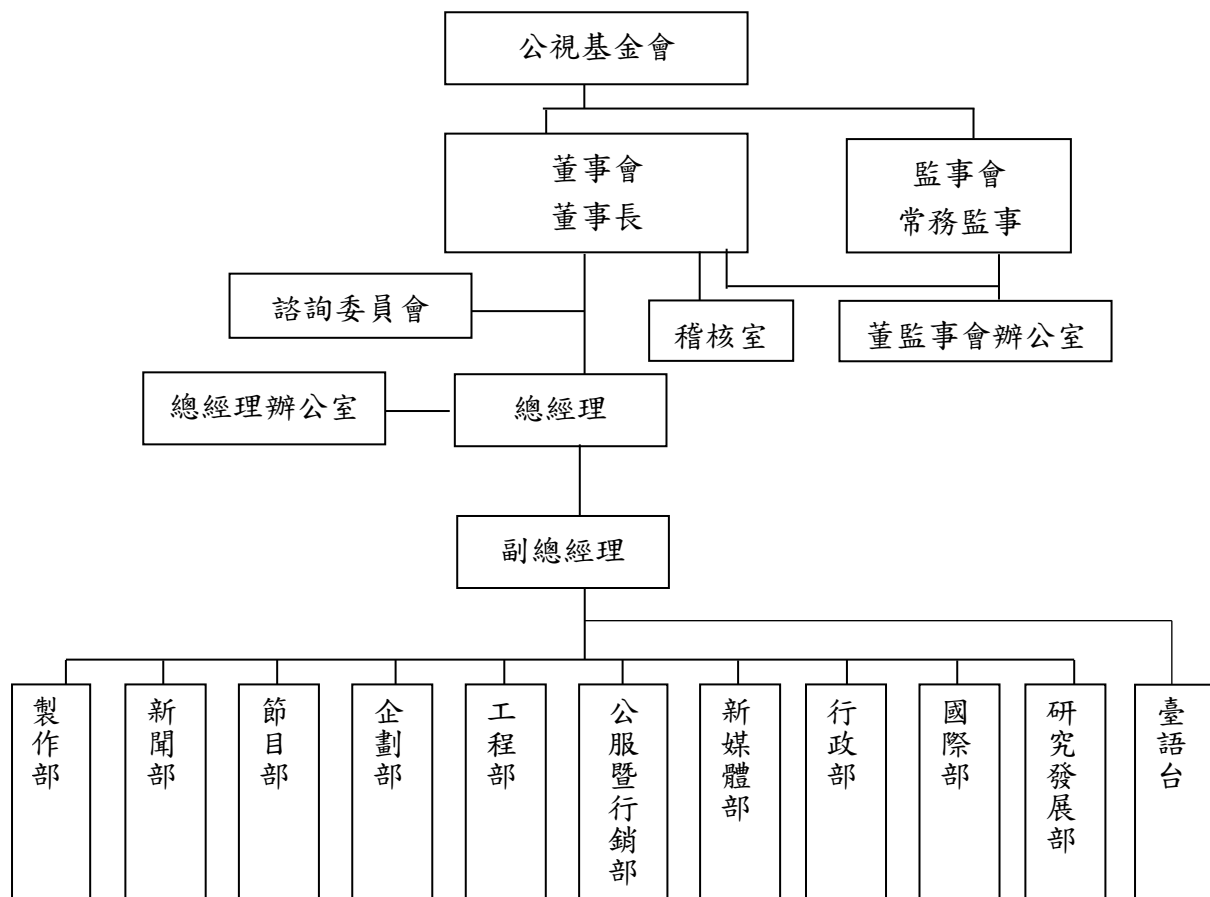 公視基金會
董事會
董事長
監事會
常務監事
諮詢委員會
稽核室
董監事會辦公室
總經理辦公室
總經理
副總經理
製作部
新聞部
節目部
企劃部
工程部
公服暨行銷部
新媒體部
行政部
國際部
研究發展部
臺語台